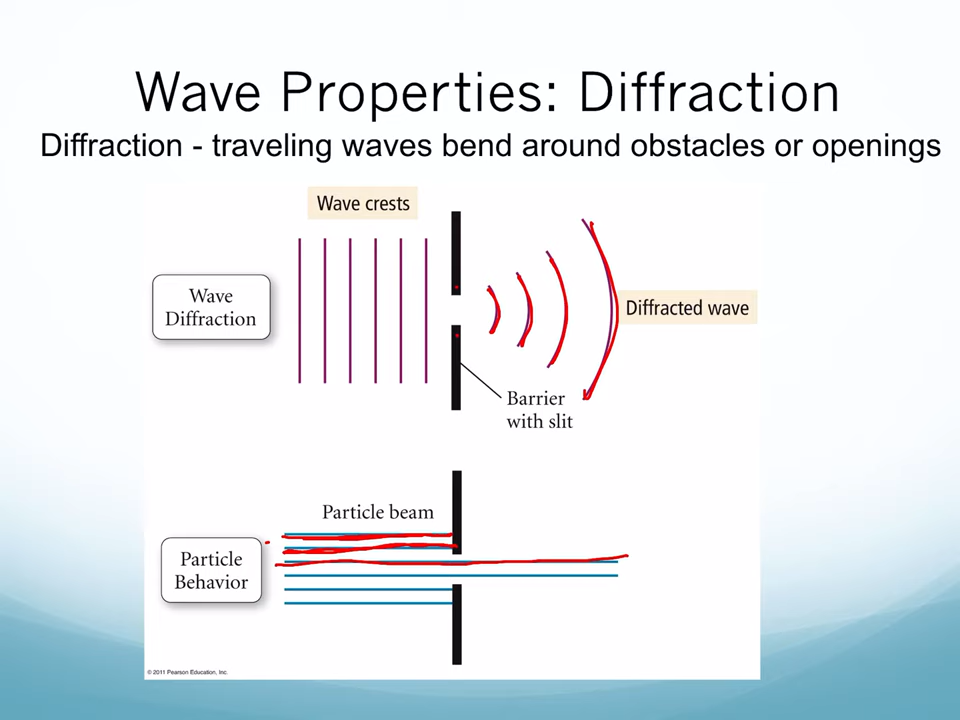 Wave Properties: Diffraction
Diffraction - traveling waves bend around obstacles or openings
Wave crests
Wave
Diffraction
Diffracted wave
Barrier
with slit
Particle beam
Particle
Behavior
© 2011 Pearson Education, Inc.